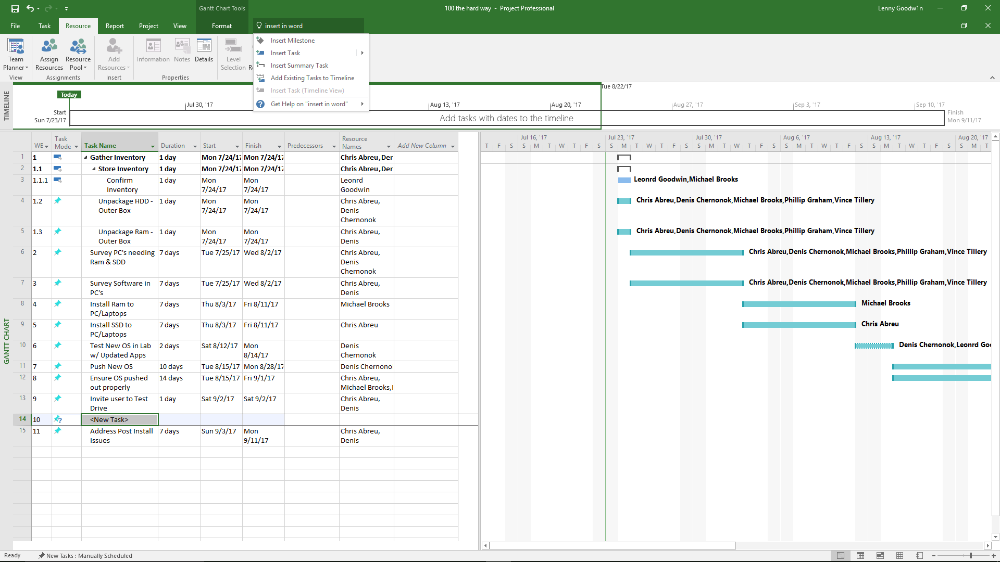 Gantt Chart Tools
100 the hard way - Project Professional
Lenny Goodw1n
File Task Resource Report Project View Format insert in word
Team Planner
Assign Resources
Resource Pool
Add Resources
Information
Notes
Details
Level Selection
View
Assignments
Insert
Properties
Insert Milestone
Insert Task
Insert Summary Task
Add Existing Tasks to Timeline
Insert Task (Timeline View)
Get Help on "insert in word"
TIMELINE
Today
Tue 8/22/17
Jul 30, '17 Aug 13, '17 Aug 20, '17 Aug 27, '17 Sep 3, '17 Sep 10, '17
Start
Sun 7/23/17
Add tasks with dates to the timeline
Finish
Mon 9/11/17
GANTT CHART
WB Task Mode Task Name Duration Start Finish Predecessors Resource Names Add New Column
1 1 Gather Inventory 1 day Mon 7/24/17 Mon 7/24/17 Chris Abreu,Der
2 1.1 Store Inventory 1 day Mon 7/24/17 Mon 7/24/17 Chris Abreu,Der
3 1.1.1 Confirm Inventory 1 day Mon 7/24/17 Mon 7/24/17 Leonrd Goodwin
4 1.2 Unpackage HDD - Outer Box 1 day Mon 7/24/17 Mon 7/24/17 Chris Abreu, Denis Chernonok
5 1.3 Unpackage Ram - Outer Box 1 day Mon 7/24/17 Mon 7/24/17 Chris Abreu, Denis
6 2 Survey PC's needing Ram & SDD 7 days Tue 7/25/17 Wed 8/2/17 Chris Abreu, Denis Chernonok
7 3 Survey Software in PC's 7 days Tue 7/25/17 Wed 8/2/17 Chris Abreu, Denis
8 4 Install Ram to PC/Laptops 7 days Thu 8/3/17 Fri 8/11/17 Michael Brooks
9 5 Install SSD to PC/Laptops 7 days Thu 8/3/17 Fri 8/11/17 Chris Abreu
10 6 Test New OS in Lab w/ Updated Apps 2 days Sat 8/12/17 Mon 8/14/17 Denis Chernonok
11 7 Push New OS 10 days Tue 8/15/17 Mon 8/28/17 Denis Chernono
12 8 Ensure OS pushed out properly 14 days Tue 8/15/17 Fri 9/1/17 Chris Abreu, Michael Brooks,
13 9 Invite user to Test Drive 1 day Sat 9/2/17 Sat 9/2/17 Chris Abreu, Denis
14 10 <New Task>
15 11 Address Post Install Issues 7 days Sun 9/3/17 Mon 9/11/17 Chris Abreu, Denis
Jul 16, '17 Jul 23, '17 Jul 30, '17 Aug 6, '17 Aug 13, '17 Aug 20, '17
T F S S M T W T F S S M T W T F S S M T W T F S S M T W T F S S M T W T F S S M T
Leonrd Goodwin,Michael Brooks
Chris Abreu,Denis Chernonok,Michael Brooks,Phillip Graham,Vince Tillery
Chris Abreu,Denis Chernonok,Michael Brooks,Phillip Graham,Vince Tillery
Chris Abreu,Denis Chernonok,Michael Brooks,Phillip Graham,Vince Tillery
Chris Abreu,Denis Chernonok,Michael Brooks,Phillip Graham,Vince Tillery
Michael Brooks
Chris Abreu
Denis Chernonok,Leonrd Goo
Ready
New Tasks : Manually Scheduled